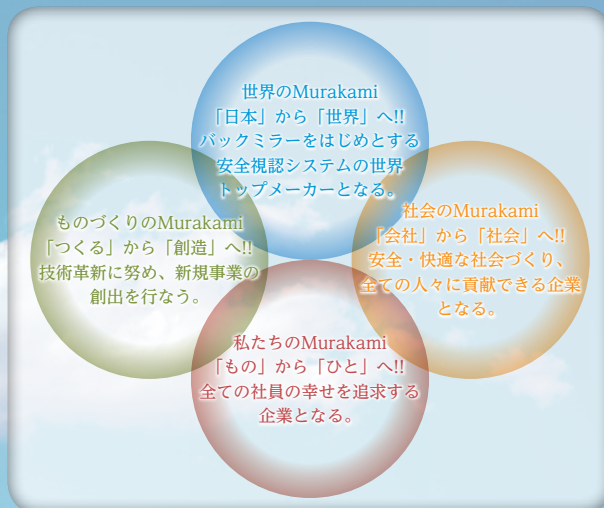 世界のMurakami
「日本」から「世界」へ!!
バックミラーをはじめとする
安全視認システムの世界
トップメーカーとなる。
ものづくりのMurakami
「つくる」から「創造」へ!!
技術革新に努め、新規事業の
創出を行なう。
社会のMurakami
「会社」から「社会」へ!!
安全・快適な社会づくり、
全ての人々に貢献できる企業
となる。
私たちのMurakami
「もの」から「ひと」へ!!
全ての社員の幸せを追求する
企業となる。